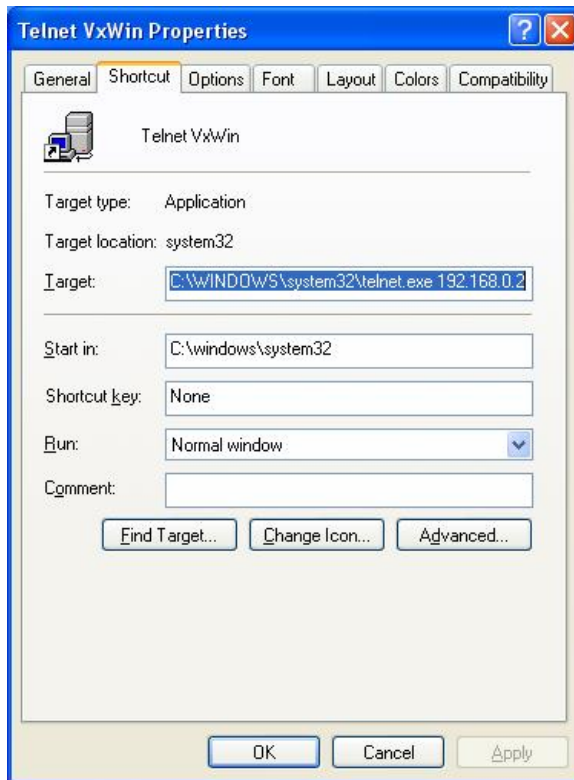 Telnet VxWin Properties
General Shortcut Options Font Layout Colors Compatibility
Telnet VxWin
Target type: Application
Target location: system32
Target: C:\WINDOWS\system32\telnet.exe 192.168.0.2
Start in: C:\windows\system32
Shortcut key: None
Run: Normal window
Comment:
Find Target... Change Icon... Advanced...
OK Cancel Apply